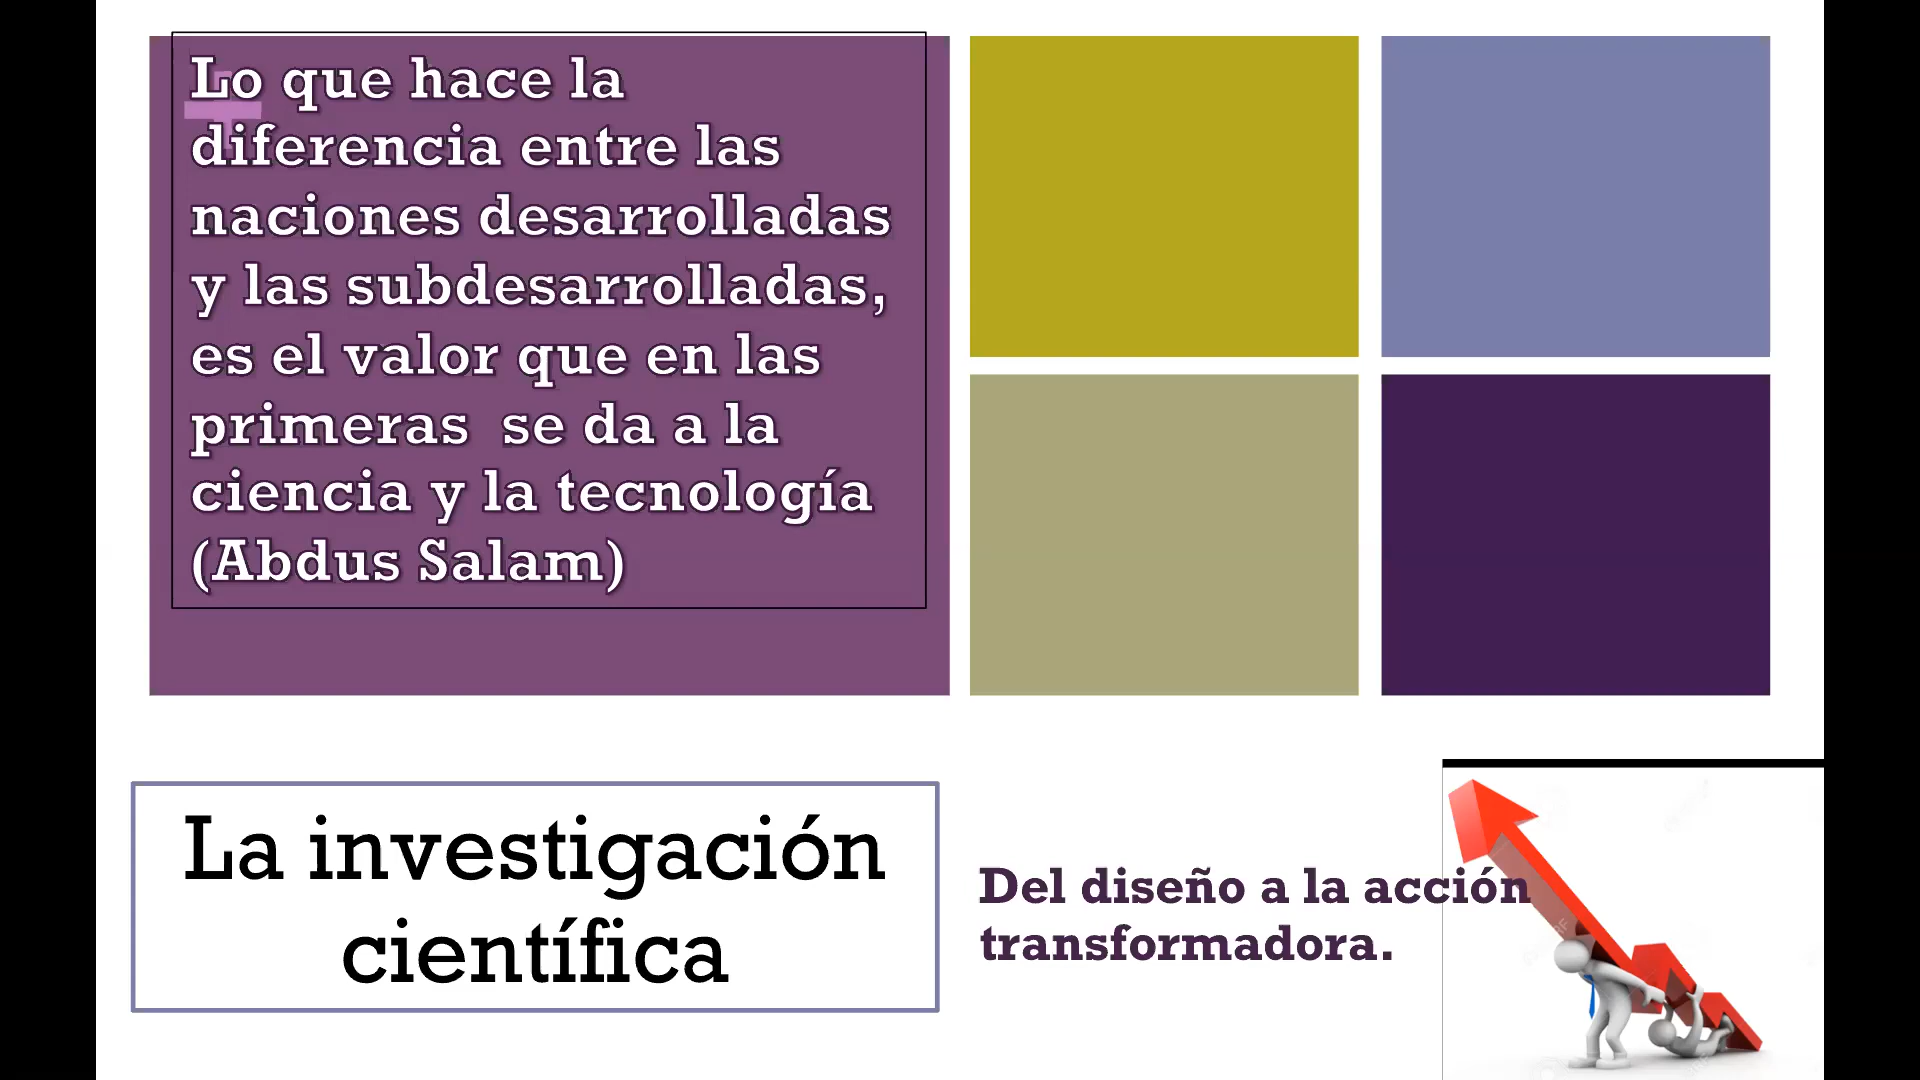 Lo que hace la
diferencia entre las
naciones desarrolladas
y las subdesarrolladas,
es el valor que en las
primeras  se da a la
ciencia y la tecnología
(Abdus Salam)
La investigación
científica
Del diseño a la acción
transformadora.